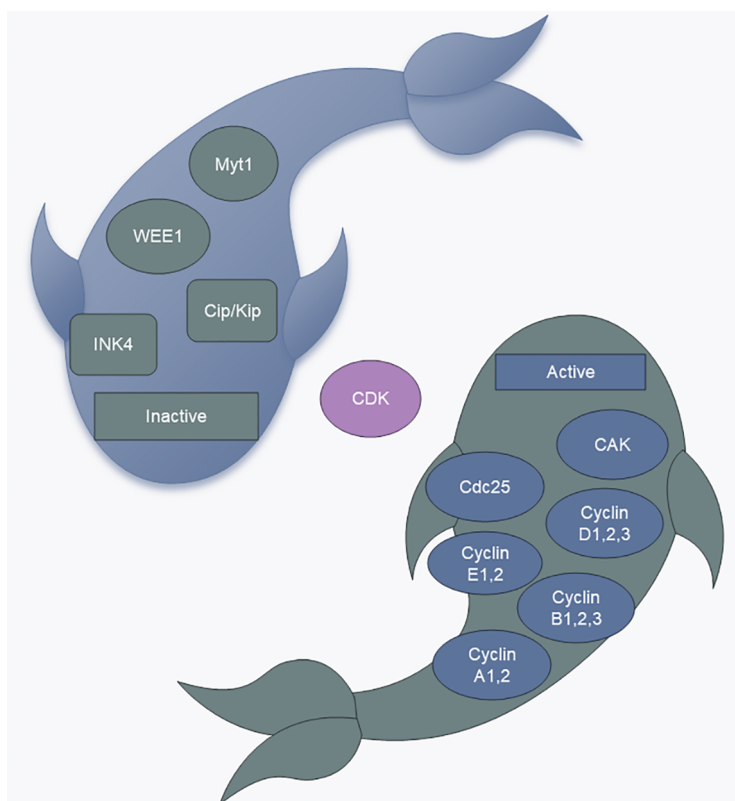 Myt1
WEE1
Cip/Kip
INK4
Inactive
CDK
Active
CAK
Cdc25
Cyclin
D1,2,3
Cyclin
E1,2
Cyclin
B1,2,3
Cyclin
A1,2